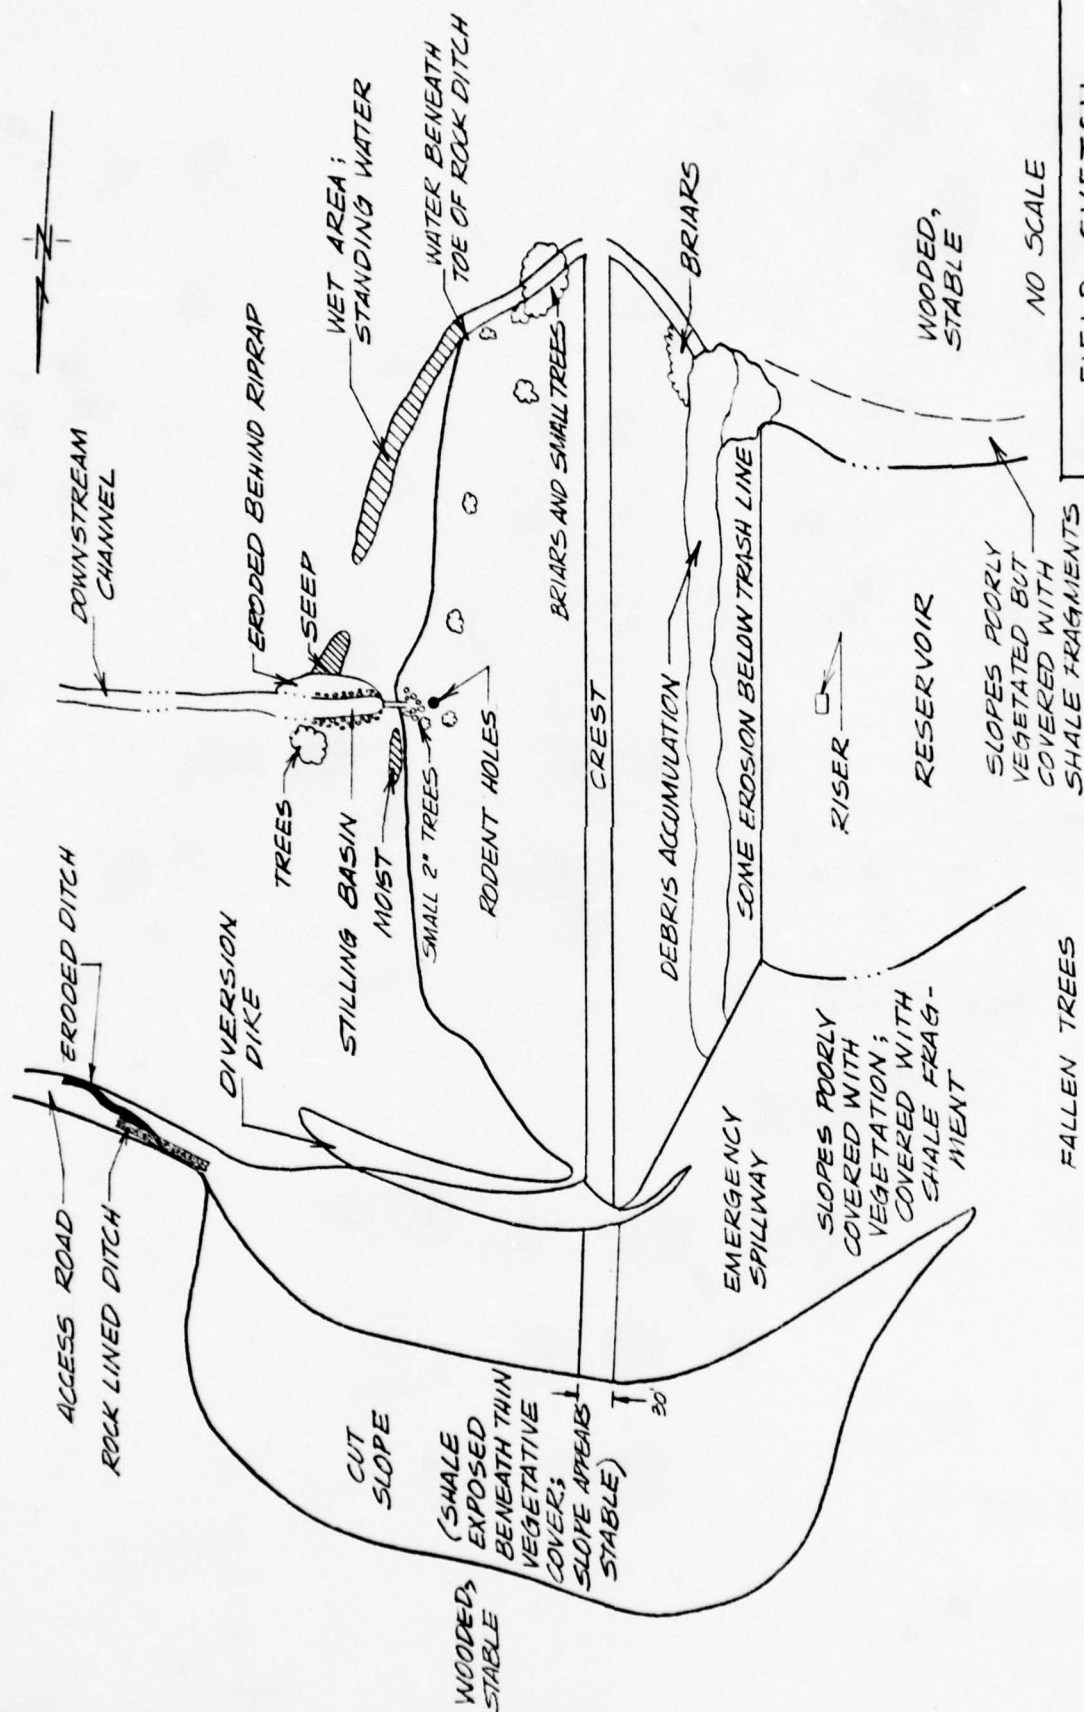 ACCESS ROAD
ROCK LINED DITCH
ERODED DITCH
DIVERSION
DIKE
DOWNSTREAM
CHANNEL
TREES
ERODED BEHIND RIPRAP
SEEP
STILLING BASIN
MOIST
SMALL 2" TREES
RODENT HOLES
WET AREA;
STANDING WATER
WATER BENEATH
TOE OF ROCK DITCH
N
BRIARS AND SMALL TREES
CREST
BRIARS
DEBRIS ACCUMULATION
SOME EROSION BELOW TRASH LINE
WOODED,
STABLE
CUT
SLOPE
(SHALE
EXPOSED
BENEATH THIN
VEGETATIVE
COVER;
SLOPE APPEARS
STABLE)
30'
EMERGENCY
SPILLWAY
SLOPES POORLY
COVERED WITH
VEGETATION;
COVERED WITH
SHALE FRAG-
MENT
RISER
RESERVOIR
WOODED,
STABLE
SLOPES POORLY
VEGETATED BUT
COVERED WITH
SHALE FRAGMENTS
FALLEN TREES
NO SCALE